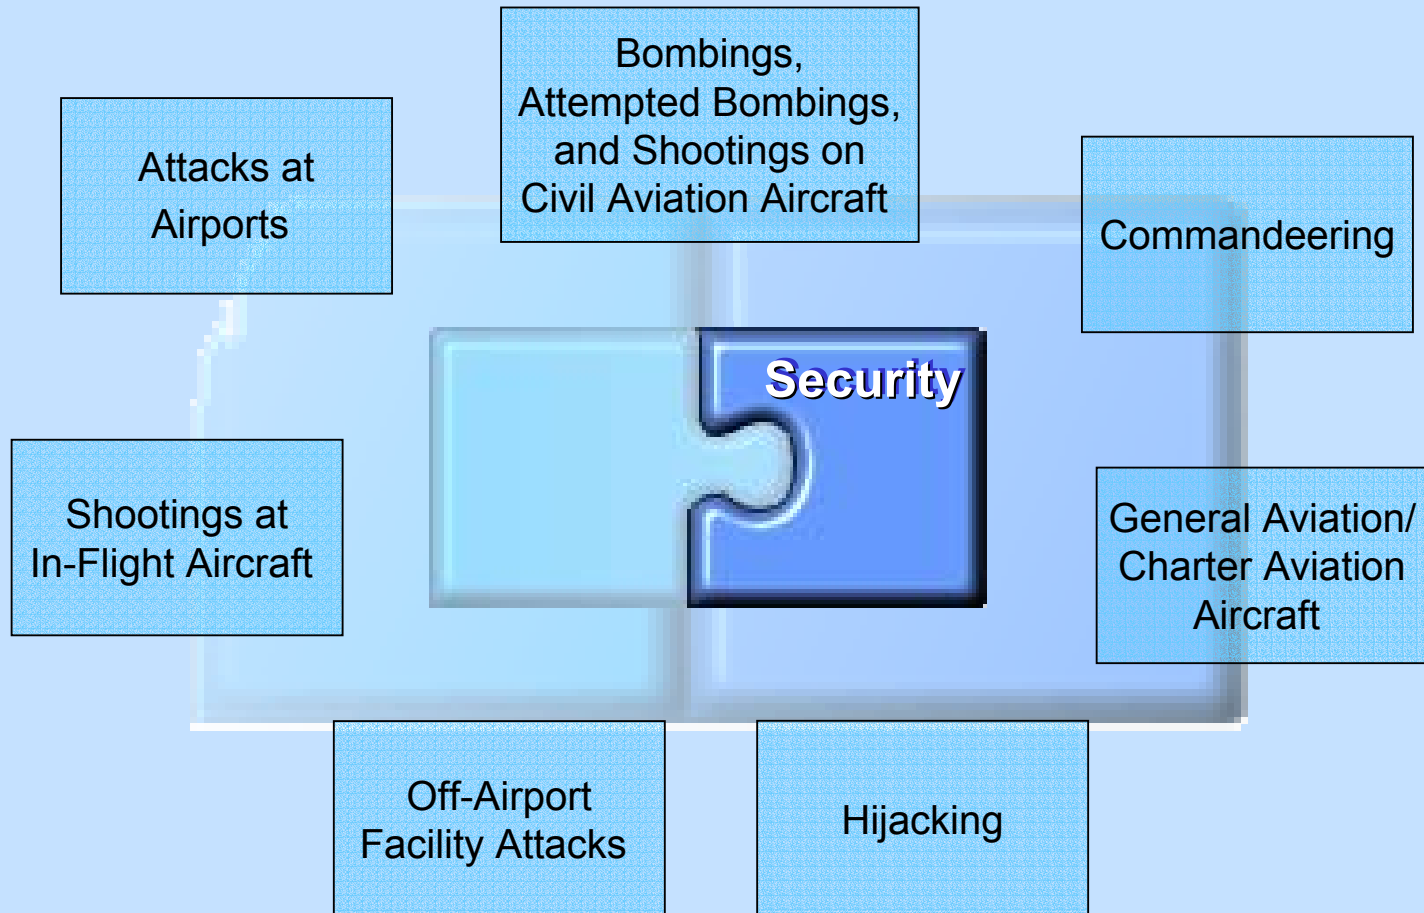 Bombings,
Attempted Bombings,
and Shootings on
Civil Aviation Aircraft
Attacks at
Airports
Commandeering
Security
Shootings at
In-Flight Aircraft
General Aviation/
Charter Aviation
Aircraft
Off-Airport
Facility Attacks
Hijacking